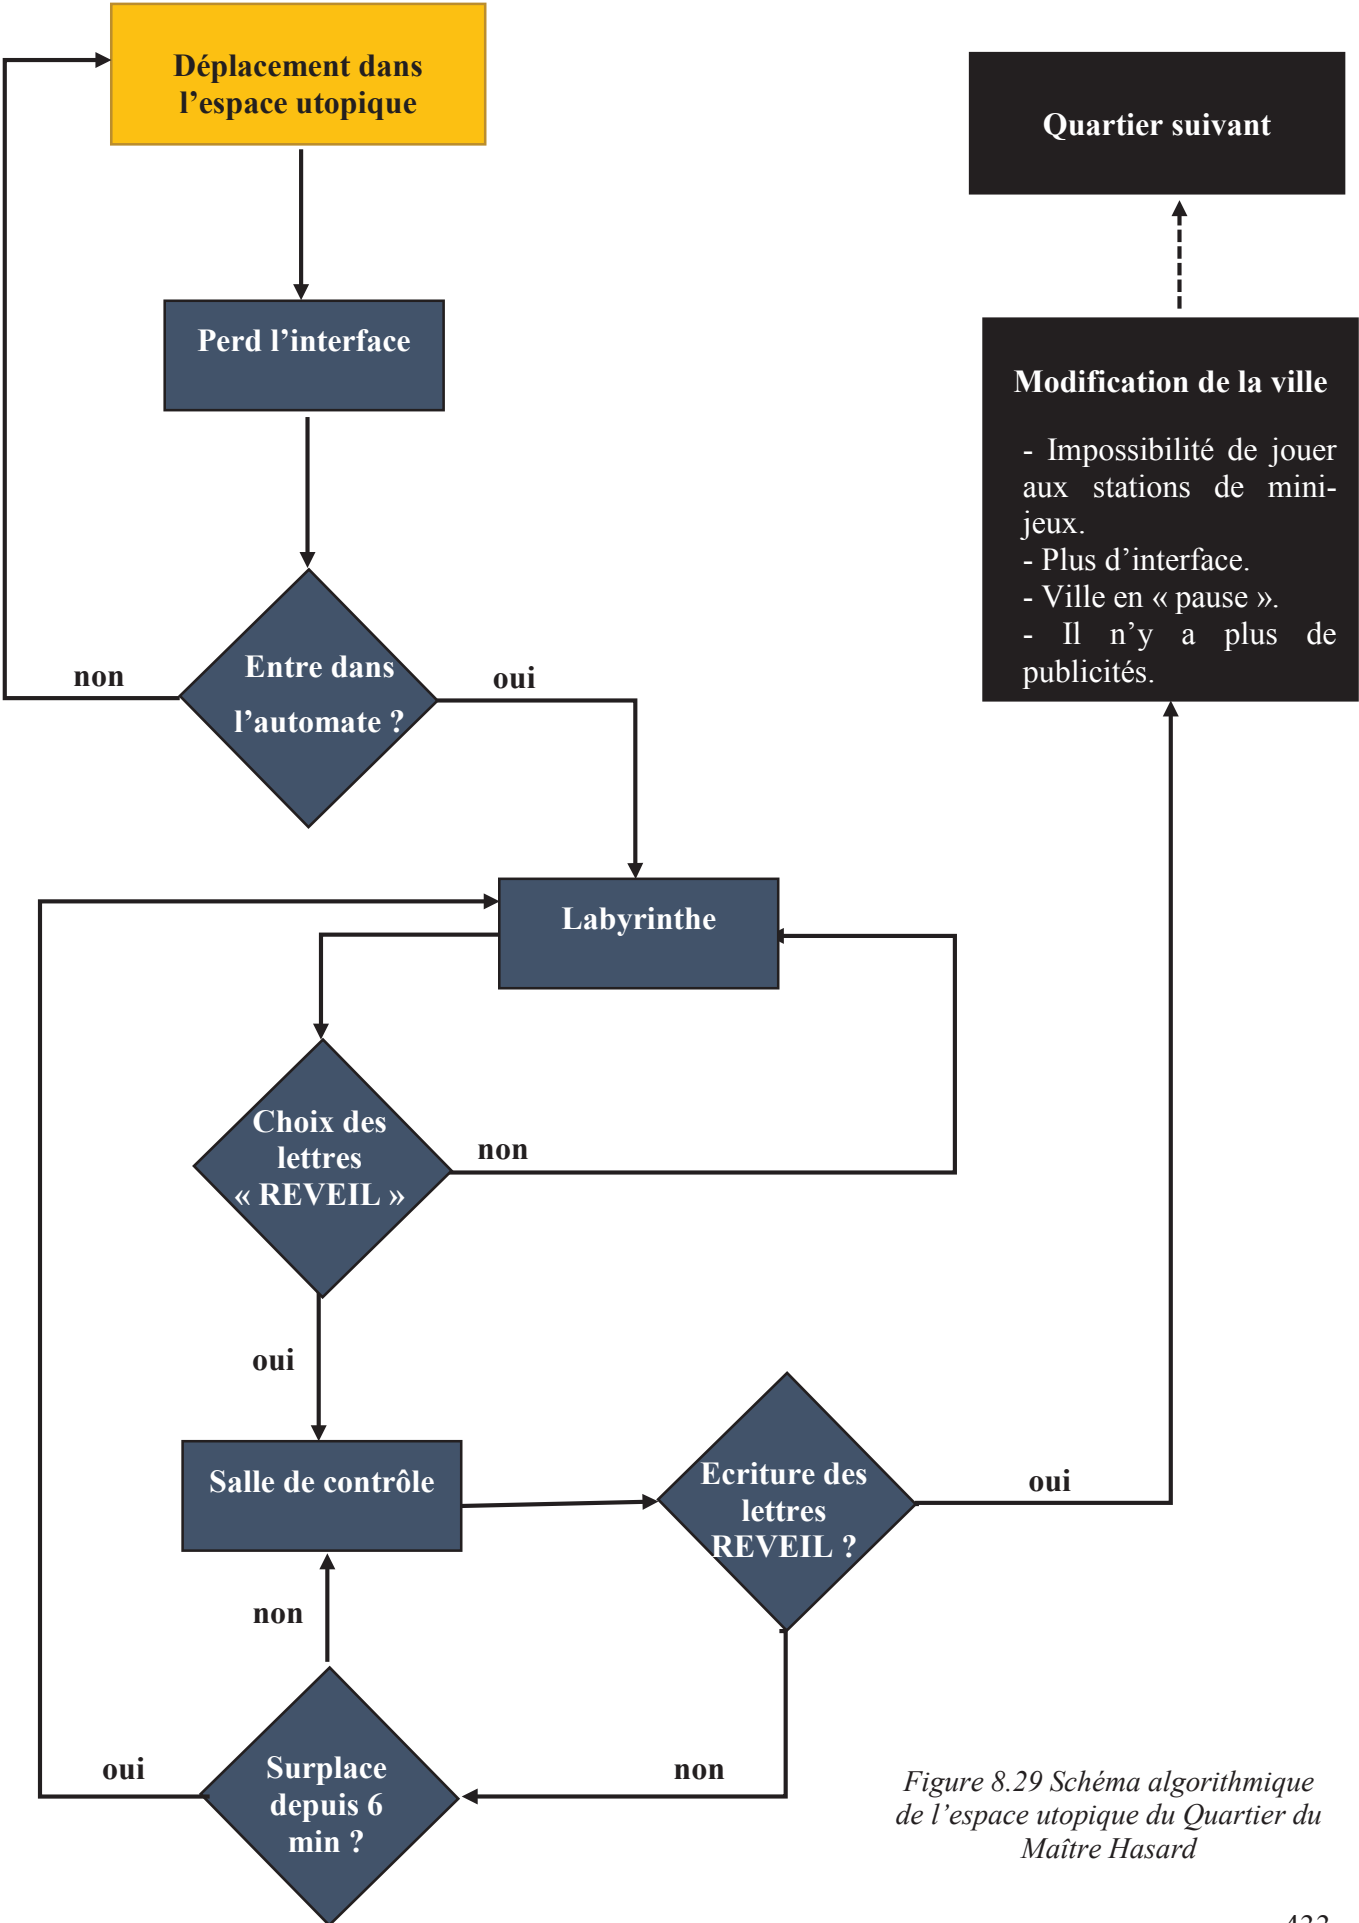 Déplacement dans
l’espace utopique
Quartier suivant
Perd l’interface
Modification de la ville
- Impossibilité de jouer
aux stations de mini-
jeux.
- Plus d’interface.
- Ville en « pause ».
- Il n’y a plus de
publicités.
non
Entre dans
l’automate ?
oui
Labyrinthe
Choix des
lettres
« REVEIL »
non
oui
Salle de contrôle
Ecriture des
lettres
REVEIL ?
oui
non
oui
Surplace
depuis 6
min ?
non
Figure 8.29 Schéma algorithmique
de l’espace utopique du Quartier du
Maître Hasard